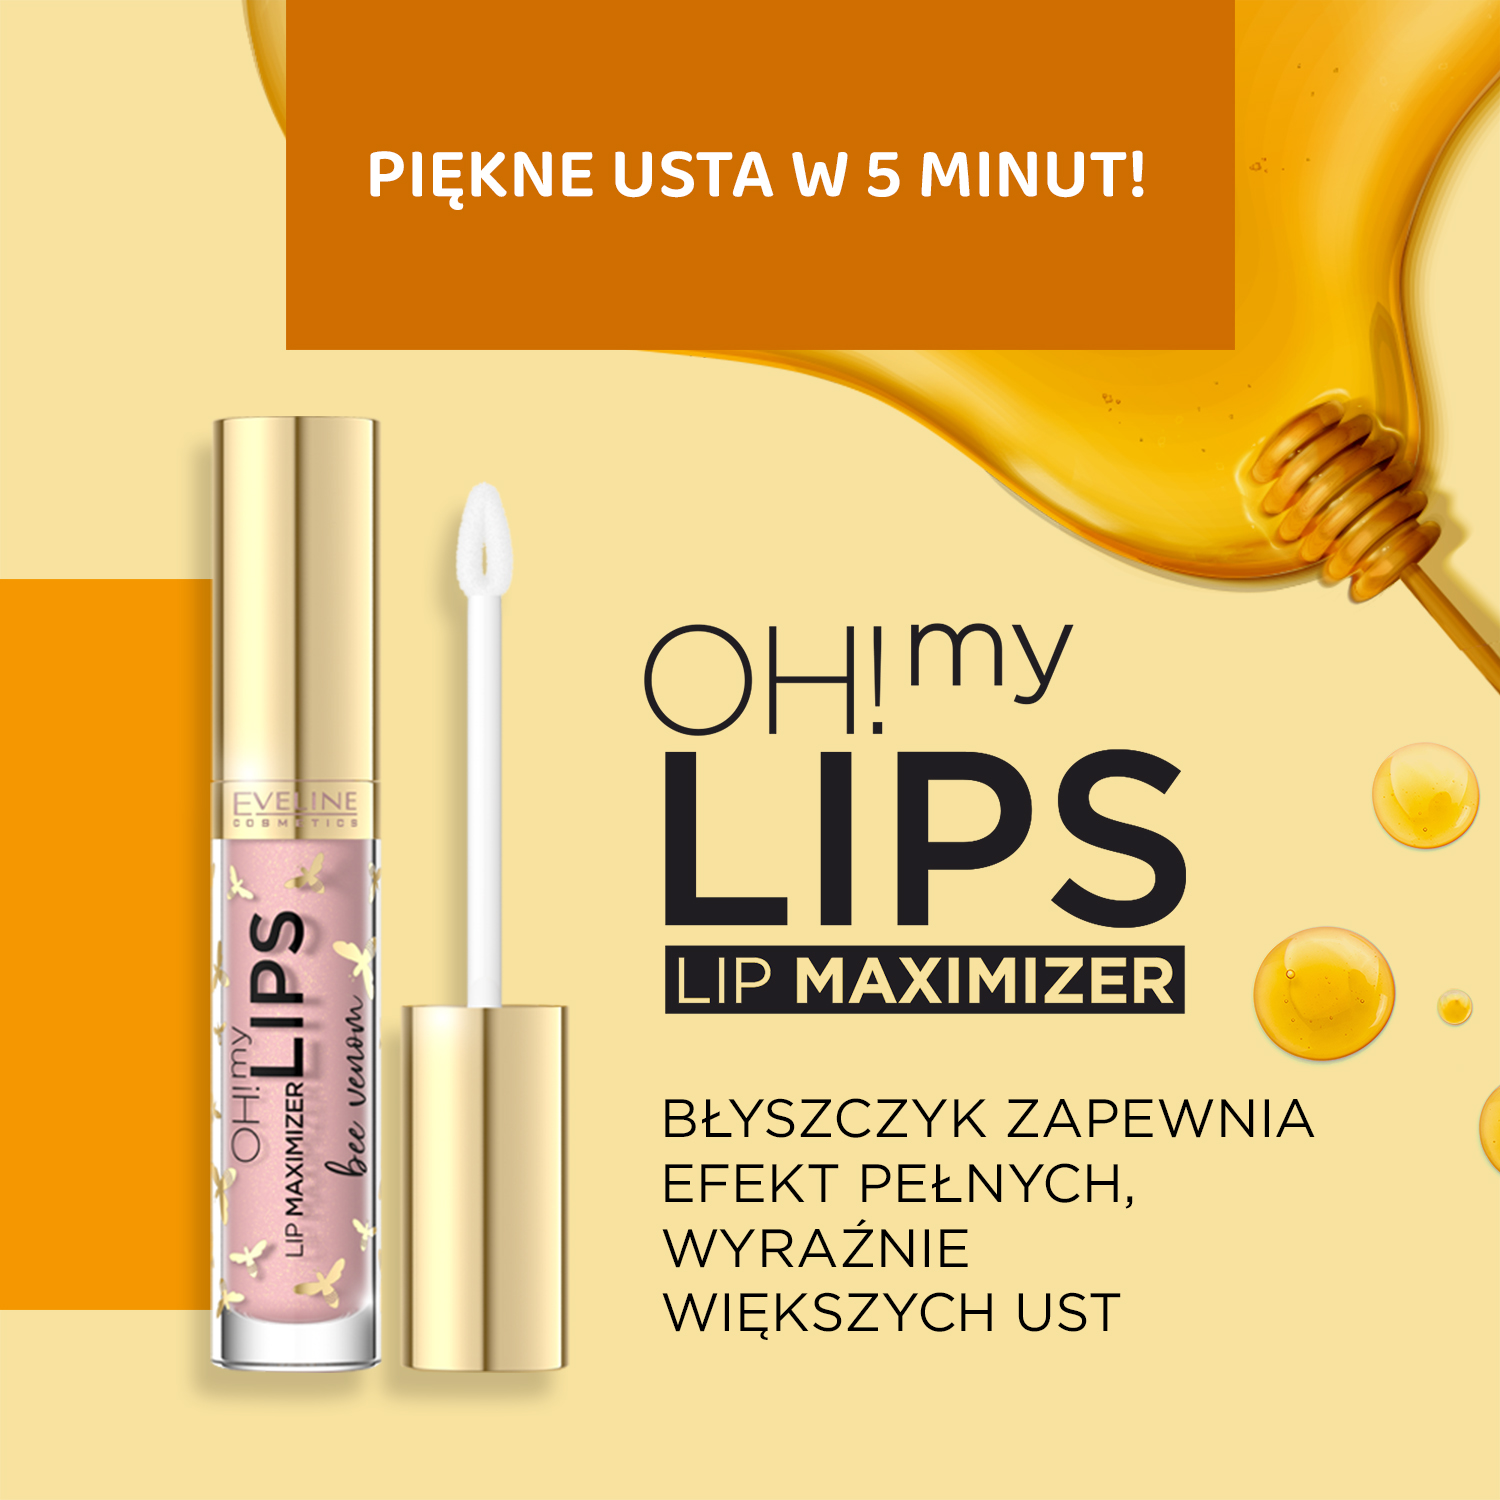 PIĘKNE USTA W 5 MINUT!
OH! my
LIPS
LIP MAXIMIZER
BŁYSZCZYK ZAPEWNIA
EFEKT PEŁNYCH,
WYRAŹNIE
WIĘKSZYCH UST
EVELINE
COSMETICS
OH! my
LIPS
LIP MAXIMIZER
bee venom